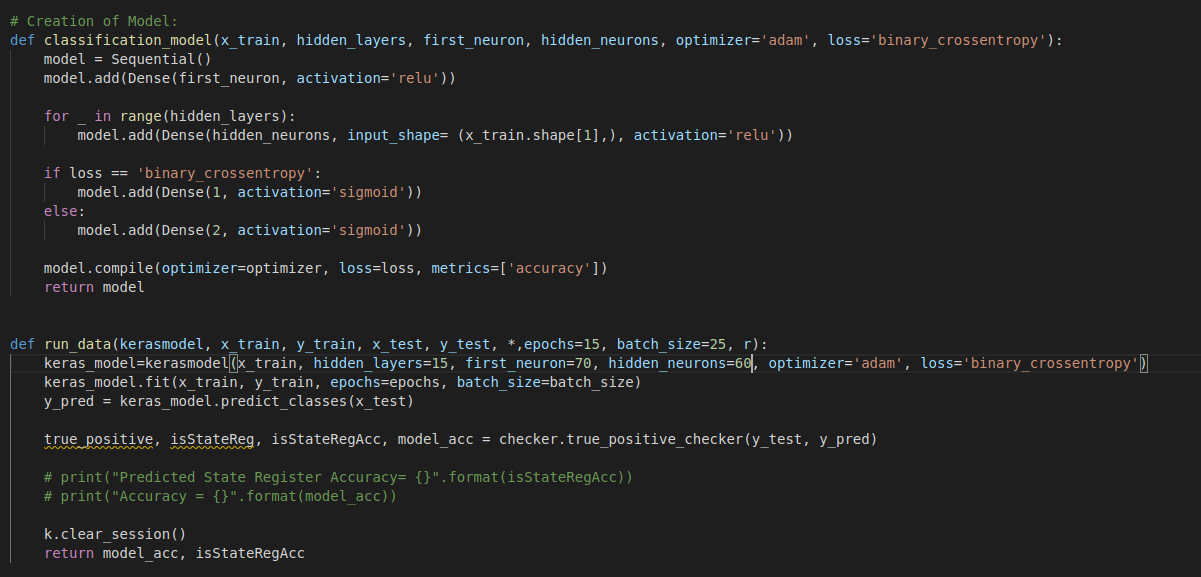 # Creation of Model:
def classification_model(x_train, hidden_layers, first_neuron, hidden_neurons, optimizer='adam', loss='binary_crossentropy'):
    model = Sequential()
    model.add(Dense(first_neuron, activation='relu'))
    for _ in range(hidden_layers):
        model.add(Dense(hidden_neurons, input_shape= (x_train.shape[1],), activation='relu'))
    if loss == 'binary_crossentropy':
        model.add(Dense(1, activation='sigmoid'))
    else:
        model.add(Dense(2, activation='sigmoid'))
    model.compile(optimizer=optimizer, loss=loss, metrics=['accuracy'])
    return model
def run_data(kerasmodel, x_train, y_train, x_test, y_test, *,epochs=15, batch_size=25, r):
    keras_model=kerasmodel(x_train, hidden_layers=15, first_neuron=70, hidden_neurons=60, optimizer='adam', loss='binary_crossentropy')
    keras_model.fit(x_train, y_train, epochs=epochs, batch_size=batch_size)
    y_pred = keras_model.predict_classes(x_test)
    true_positive, isStateReg, isStateRegAcc, model_acc = checker.true_positive_checker(y_test, y_pred)
    # print("Predicted State Register Accuracy= {}".format(isStateRegAcc))
    # print("Accuracy = {}".format(model_acc))
    k.clear_session()
    return model_acc, isStateRegAcc